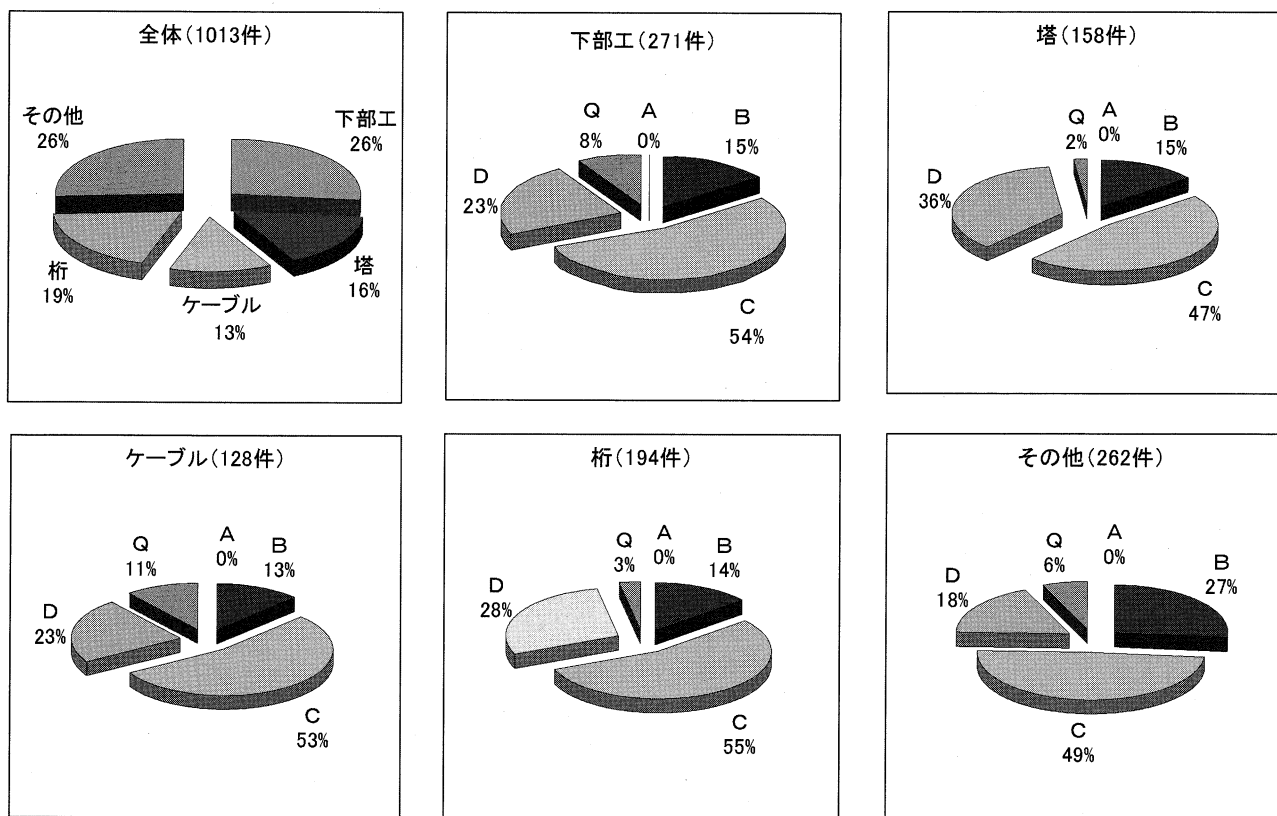 全体(1013件)
その他
26%
下部工
26%
桁
19%
ケーブル
13%
塔
16%
下部工(271件)
Q
8%
A
0%
B
15%
D
23%
C
54%
塔(158件)
Q
2%
A
0%
B
15%
D
36%
C
47%
ケーブル(128件)
Q
11%
A
0%
B
13%
D
23%
C
53%
桁(194件)
Q
3%
A
0%
B
14%
D
28%
C
55%
その他(262件)
Q
6%
A
0%
B
27%
D
18%
C
49%